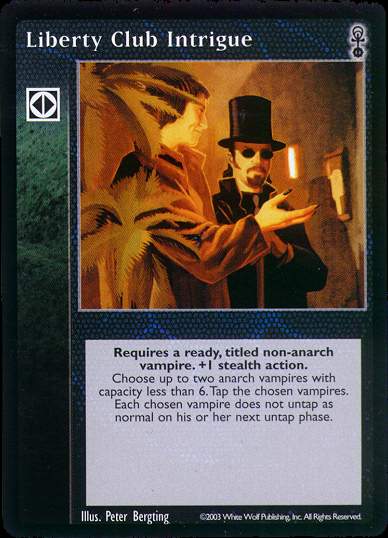 Liberty Club Intrigue
Requires a ready, titled non-anarch
vampire. +1 stealth action.
Choose up to two anarch vampires with
capacity less than 6. Tap the chosen vampires.
Each chosen vampire does not untap as
normal on his or her next untap phase.
Illus. Peter Bergting
©2003 White Wolf Publishing, Inc. All Rights Reserved.